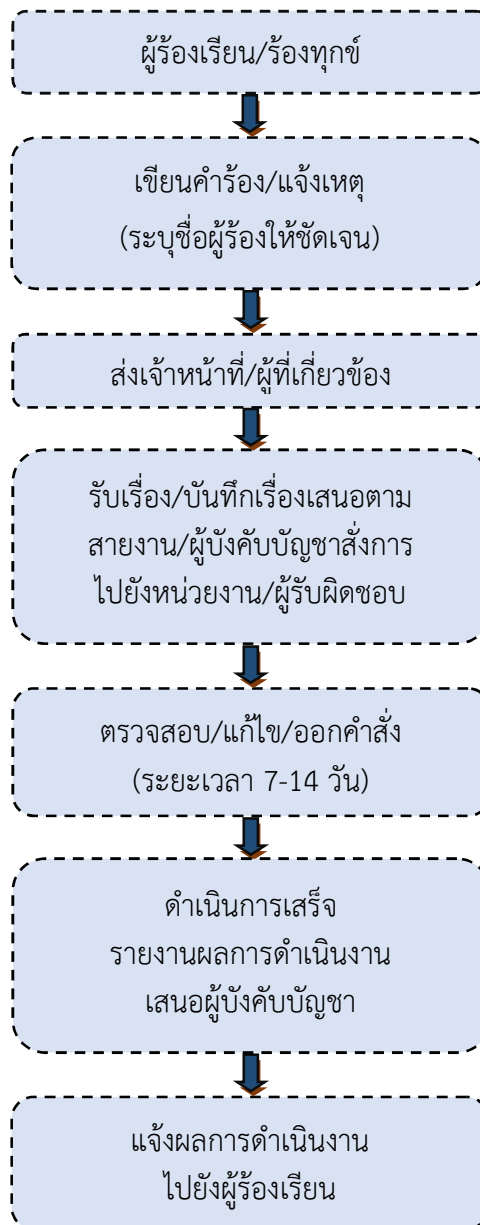 ผู้ร้องเรียน/ร้องทุกข์
เขียนคำร้อง/แจ้งเหตุ
(ระบุชื่อผู้ร้องให้ชัดเจน)
ส่งเจ้าหน้าที่/ผู้ที่เกี่ยวข้อง
รับเรื่อง/บันทึกเรื่องเสนอตาม
สายงาน/ผู้บังคับบัญชาสั่งการ
ไปยังหน่วยงาน/ผู้รับผิดชอบ
ตรวจสอบ/แก้ไข/ออกคำสั่ง
(ระยะเวลา 7-14 วัน)
ดำเนินการเสร็จ
รายงานผลการดำเนินงาน
เสนอผู้บังคับบัญชา
แจ้งผลการดำเนินงาน
ไปยังผู้ร้องเรียน